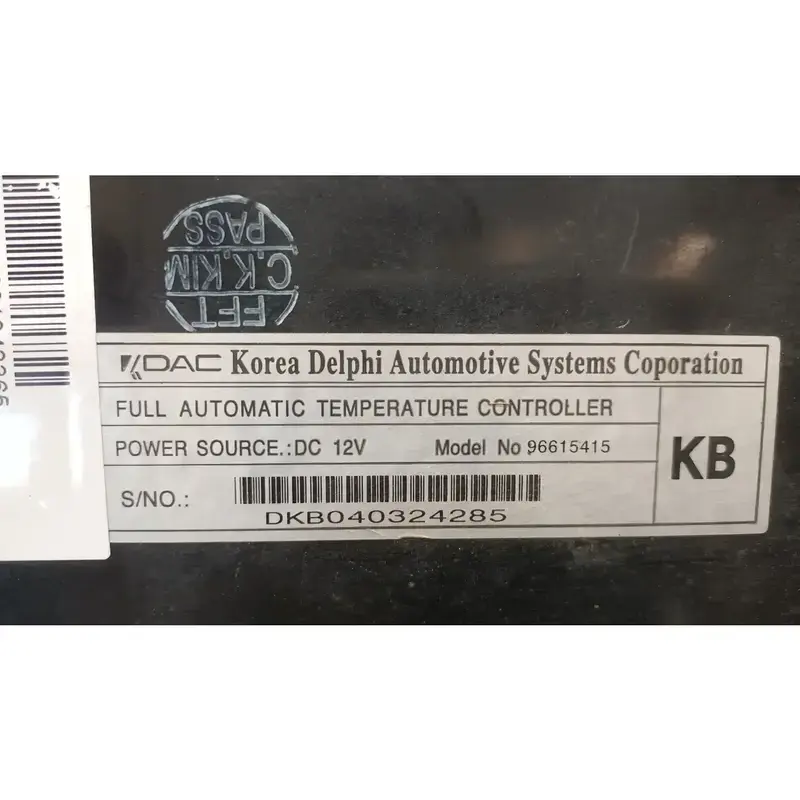 PASS
C.K.KIM
FFT
KDAC Korea Delphi Automotive Systems Coporation
FULL AUTOMATIC TEMPERATURE CONTROLLER
POWER SOURCE.:DC 12V Model No 96615415
KB
S/NO.:
DKB040324285